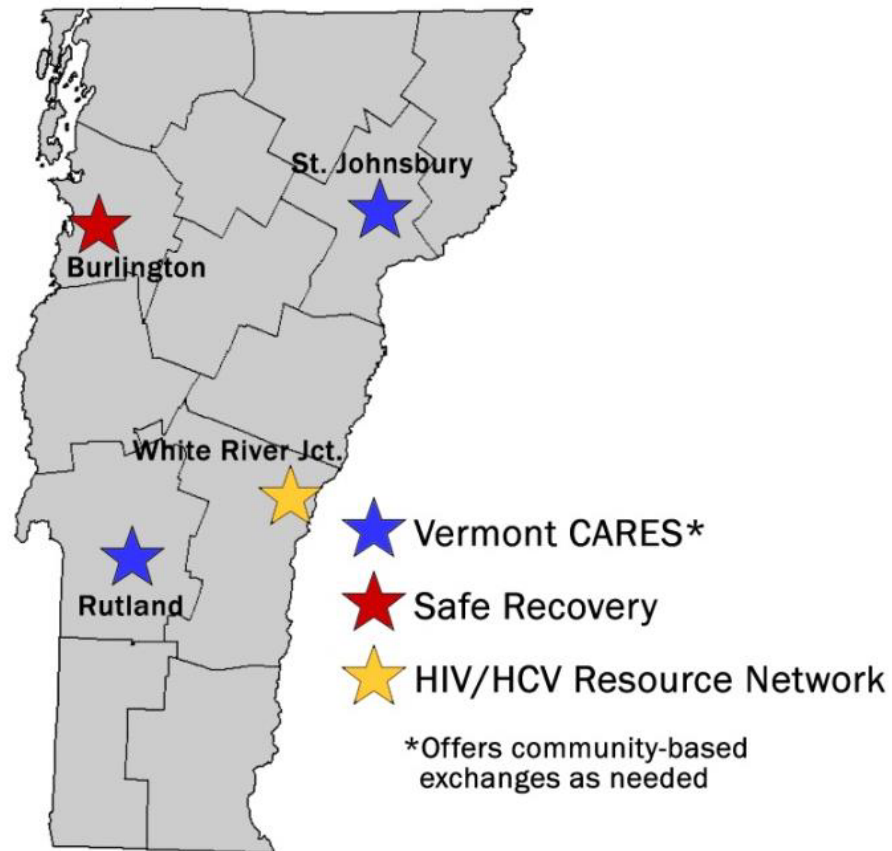 St. Johnsbury
Burlington
White River Jct.
Rutland
Vermont CARES*
Safe Recovery
HIV/HCV Resource Network
*Offers community-based
exchanges as needed